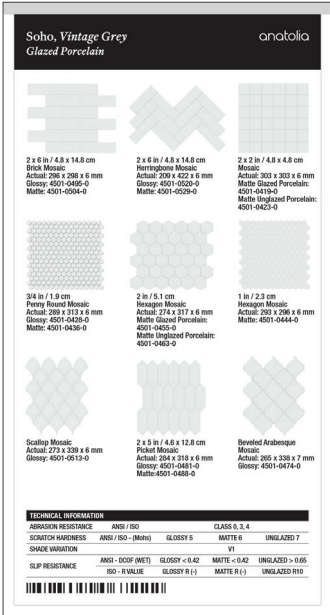 Soho, Vintage Grey
Glazed Porcelain
anatolia
2 x 6 in / 4.8 x 14.8 cm
Brick Mosaic
Actual: 296 x 298 x 6 mm
Glossy: 4501-0495-0
Matte: 4501-0504-0
2 x 6 in / 4.8 x 14.8 cm
Herringbone Mosaic
Actual: 209 x 422 x 6 mm
Glossy: 4501-0520-0
Matte: 4501-0529-0
2 x 2 in / 4.8 x 4.8 cm
Mosaic
Actual: 303 x 303 x 6 mm
Matte Glazed Porcelain:
4501-0419-0
Matte Unglazed Porcelain:
4501-0423-0
3/4 in / 1.9 cm
Penny Round Mosaic
Actual: 289 x 313 x 6 mm
Glossy: 4501-0428-0
Matte: 4501-0436-0
2 in / 5.1 cm
Hexagon Mosaic
Actual: 274 x 317 x 6 mm
Matte Glazed Porcelain:
4501-0455-0
Matte Unglazed Porcelain:
4501-0463-0
1 in / 2.3 cm
Hexagon Mosaic
Actual: 293 x 296 x 6 mm
Matte: 4501-0444-0
Scallop Mosaic
Actual: 273 x 339 x 6 mm
Glossy: 4501-0513-0
2 x 5 in / 4.6 x 12.8 cm
Picket Mosaic
Actual: 284 x 318 x 6 mm
Glossy: 4501-0481-0
Matte:4501-0488-0
Beveled Arabesque
Mosaic
Actual: 265 x 338 x 7 mm
Glossy: 4501-0474-0
TECHNICAL INFORMATION
ABRASION RESISTANCE ANSI / ISO CLASS 0, 3, 4
SCRATCH HARDNESS ANSI / ISO - (Mohs) GLOSSY 5 MATTE 6 UNGLAZED 7
SHADE VARIATION V1
SLIP RESISTANCE ANSI - DCOF (WET) GLOSSY < 0.42 MATTE < 0.42 UNGLAZED > 0.65
ISO - R VALUE GLOSSY R (-) MATTE R (-) UNGLAZED R10